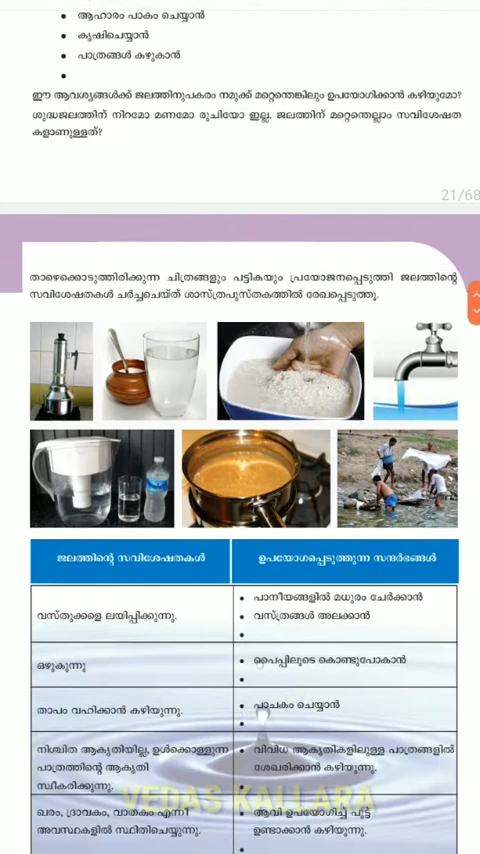 ആഹാരം പാകം ചെയ്യാൻ
കൃഷിചെയ്യാൻ
പാത്രങ്ങൾ കഴുകാൻ
ഈ ആവശ്യങ്ങൾക്ക് ജലത്തിനുപകരം നമുക്ക് മറ്റെന്തെങ്കിലും ഉപയോഗിക്കാൻ കഴിയുമോ?
ശുദ്ധജലത്തിന് നിറമോ മണമോ രുചിയോ ഇല്ല. ജലത്തിന് മറ്റെന്തെല്ലാം സവിശേഷത
കളാണുള്ളത്?
21/68
താഴെക്കൊടുത്തിരിക്കുന്ന ചിത്രങ്ങളും പട്ടികയും പ്രയോജനപ്പെടുത്തി ജലത്തിന്റെ
സവിശേഷതകൾ ചർച്ചചെയ്ത് ശാസ്ത്രപുസ്തകത്തിൽ രേഖപ്പെടുത്തൂ.
ജലത്തിന്റെ സവിശേഷതകൾ
ഉപയോഗപ്പെടുത്തുന്ന സന്ദർഭങ്ങൾ
വസ്തുക്കളെ ലയിപ്പിക്കുന്നു.
പാനീയങ്ങളിൽ മധുരം ചേർക്കാൻ
വസ്ത്രങ്ങൾ അലക്കാൻ
ഒഴുകുന്നു
പൈപ്പിലൂടെ കൊണ്ടുപോകാൻ
താപം വഹിക്കാൻ കഴിയുന്നു.
പാചകം ചെയ്യാൻ
നിശ്ചിത ആകൃതിയില്ല, ഉൾക്കൊള്ളുന്ന
പാത്രത്തിന്റെ ആകൃതി
സ്വീകരിക്കുന്നു.
വിവിധ ആകൃതികളിലുള്ള പാത്രങ്ങളിൽ
ശേഖരിക്കാൻ കഴിയുന്നു.
VEDAS KALLARA
ഖരം, ദ്രാവകം, വാതകം എന്നീ
അവസ്ഥകളിൽ സ്ഥിതിചെയ്യുന്നു.
ആവി ഉപയോഗിച്ച് പുട്ട്
ഉണ്ടാക്കാൻ കഴിയുന്നു.